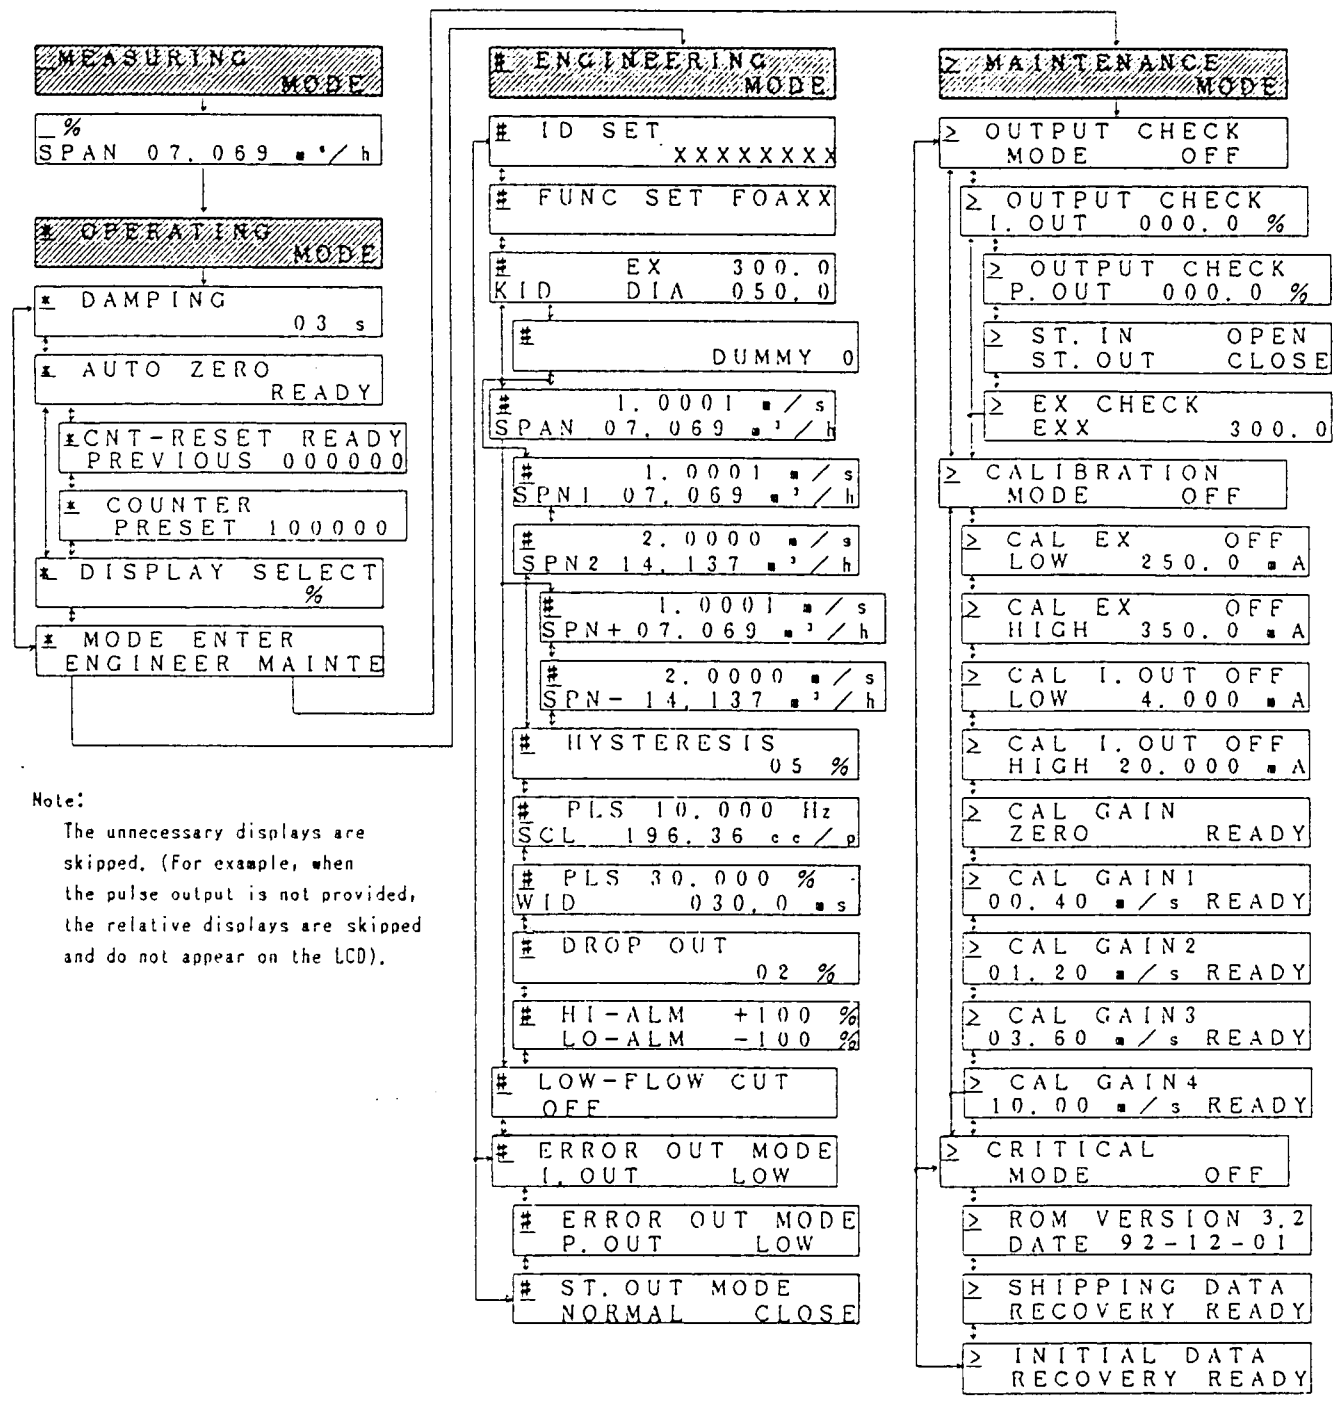 _MEASURING
MODE
_ %
SPAN 07.069 m³/h
* OPERATING
MODE
* DAMPING
03 s
* AUTO ZERO
READY
* CNT-RESET READY
PREVIOUS 000000
* COUNTER
PRESET 100000
* DISPLAY SELECT
%
* MODE ENTER
ENGINEER MAINTE
Note:
The unnecessary displays are
skipped. (For example, when
the pulse output is not provided,
the relative displays are skipped
and do not appear on the LCD).
# ENGINEERING
MODE
# ID SET
XXXXXXXX
# FUNC SET FOAXX
# EX 300.0
KID DIA 050.0
#
DUMMY 0
# 1.0001 m/s
SPAN 07.069 m³/h
# 1.0001 m/s
SPN1 07.069 m³/h
# 2.0000 m/s
SPN2 14.137 m³/h
# 1.0001 m/s
SPN+ 07.069 m³/h
# 2.0000 m/s
SPN- 14.137 m³/h
# HYSTERESIS
05 %
# PLS 10.000 Hz
SCL 196.36 cc/p
# PLS 30.000 %
WID 030.0 ms
# DROP OUT
02 %
# HI-ALM +100 %
LO-ALM -100 %
# LOW-FLOW CUT
OFF
# ERROR OUT MODE
I.OUT LOW
# ERROR OUT MODE
P.OUT LOW
# ST.OUT MODE
NORMAL CLOSE
> MAINTENANCE
MODE
> OUTPUT CHECK
MODE OFF
> OUTPUT CHECK
I.OUT 000.0 %
> OUTPUT CHECK
P.OUT 000.0 %
> ST.IN OPEN
ST.OUT CLOSE
> EX CHECK
EXX 300.0
> CALIBRATION
MODE OFF
> CAL EX OFF
LOW 250.0 mA
> CAL EX OFF
HIGH 350.0 mA
> CAL I.OUT OFF
LOW 4.000 mA
> CAL I.OUT OFF
HIGH 20.000 mA
> CAL GAIN
ZERO READY
> CAL GAIN1
00.40 m/s READY
> CAL GAIN2
01.20 m/s READY
> CAL GAIN3
03.60 m/s READY
> CAL GAIN4
10.00 m/s READY
> CRITICAL
MODE OFF
> ROM VERSION 3.2
DATE 92-12-01
> SHIPPING DATA
RECOVERY READY
> INITIAL DATA
RECOVERY READY